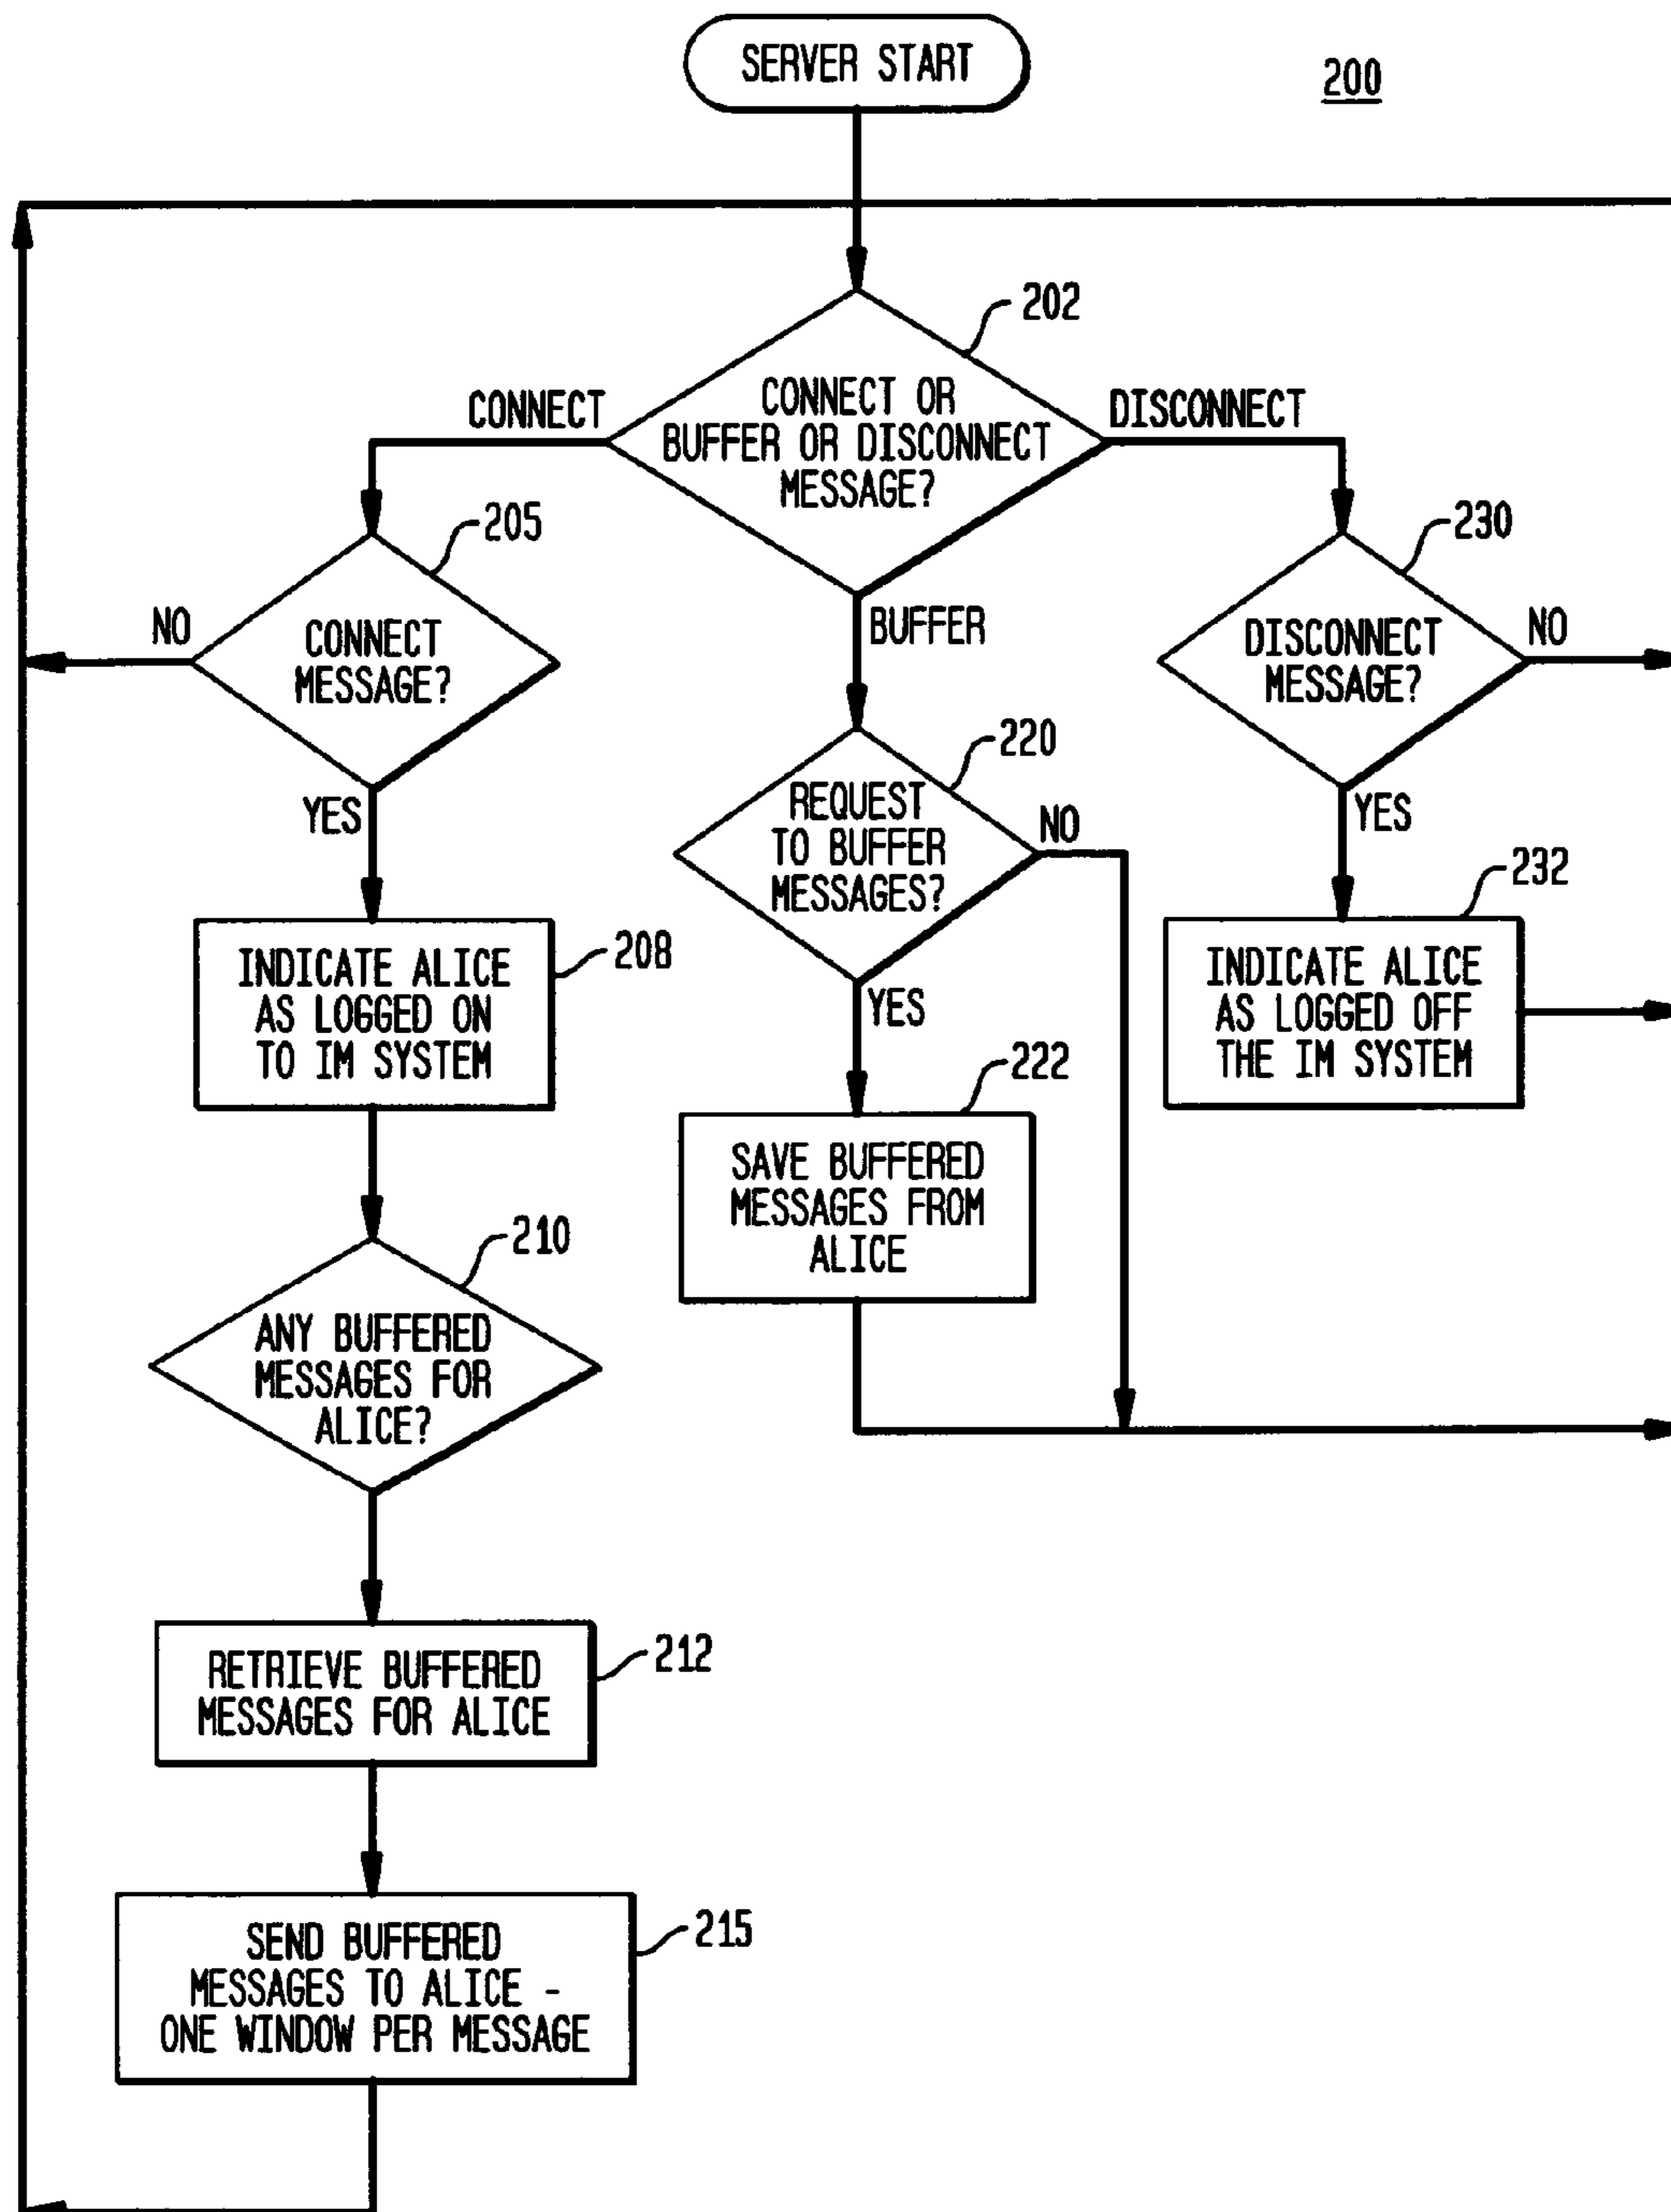 SERVER START
200
202
CONNECT
CONNECT OR
BUFFER OR DISCONNECT
MESSAGE?
DISCONNECT
205
NO
CONNECT
MESSAGE?
YES
BUFFER
230
DISCONNECT
MESSAGE?
NO
YES
220
REQUEST
TO BUFFER
MESSAGES?
NO
YES
208
INDICATE ALICE
AS LOGGED ON
TO IM SYSTEM
232
INDICATE ALICE
AS LOGGED OFF
THE IM SYSTEM
222
SAVE BUFFERED
MESSAGES FROM
ALICE
210
ANY BUFFERED
MESSAGES FOR
ALICE?
212
RETRIEVE BUFFERED
MESSAGES FOR ALICE
215
SEND BUFFERED
MESSAGES TO ALICE -
ONE WINDOW PER MESSAGE